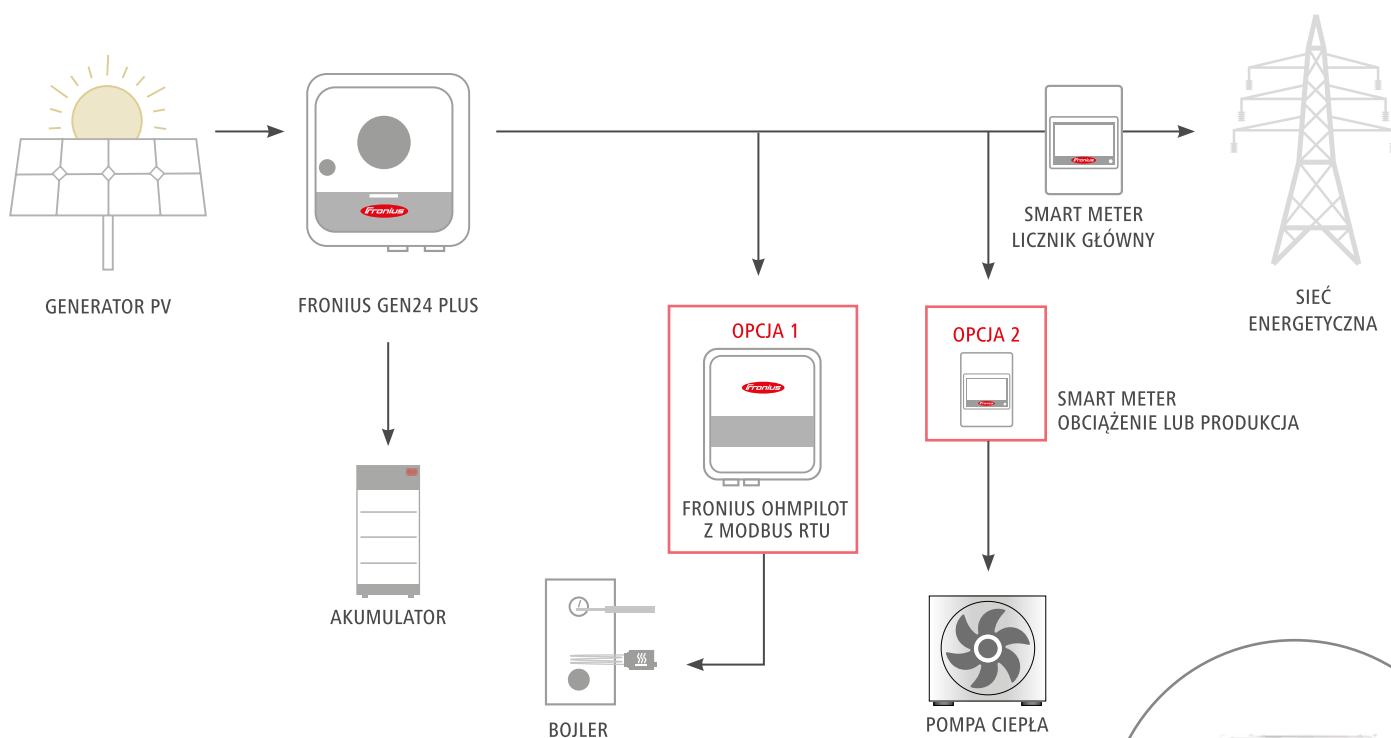 Fronius
Fronius
SMART METER
LICZNIK GŁÓWNY
GENERATOR PV
FRONIUS GEN24 PLUS
SIEĆ
ENERGETYCZNA
OPCJA 1
Fronius
FRONIUS OHMPILOT
Z MODBUS RTU
OPCJA 2
Fronius
SMART METER
OBCIĄŻENIE LUB PRODUKCJA
AKUMULATOR
BOJLER
POMPA CIEPŁA